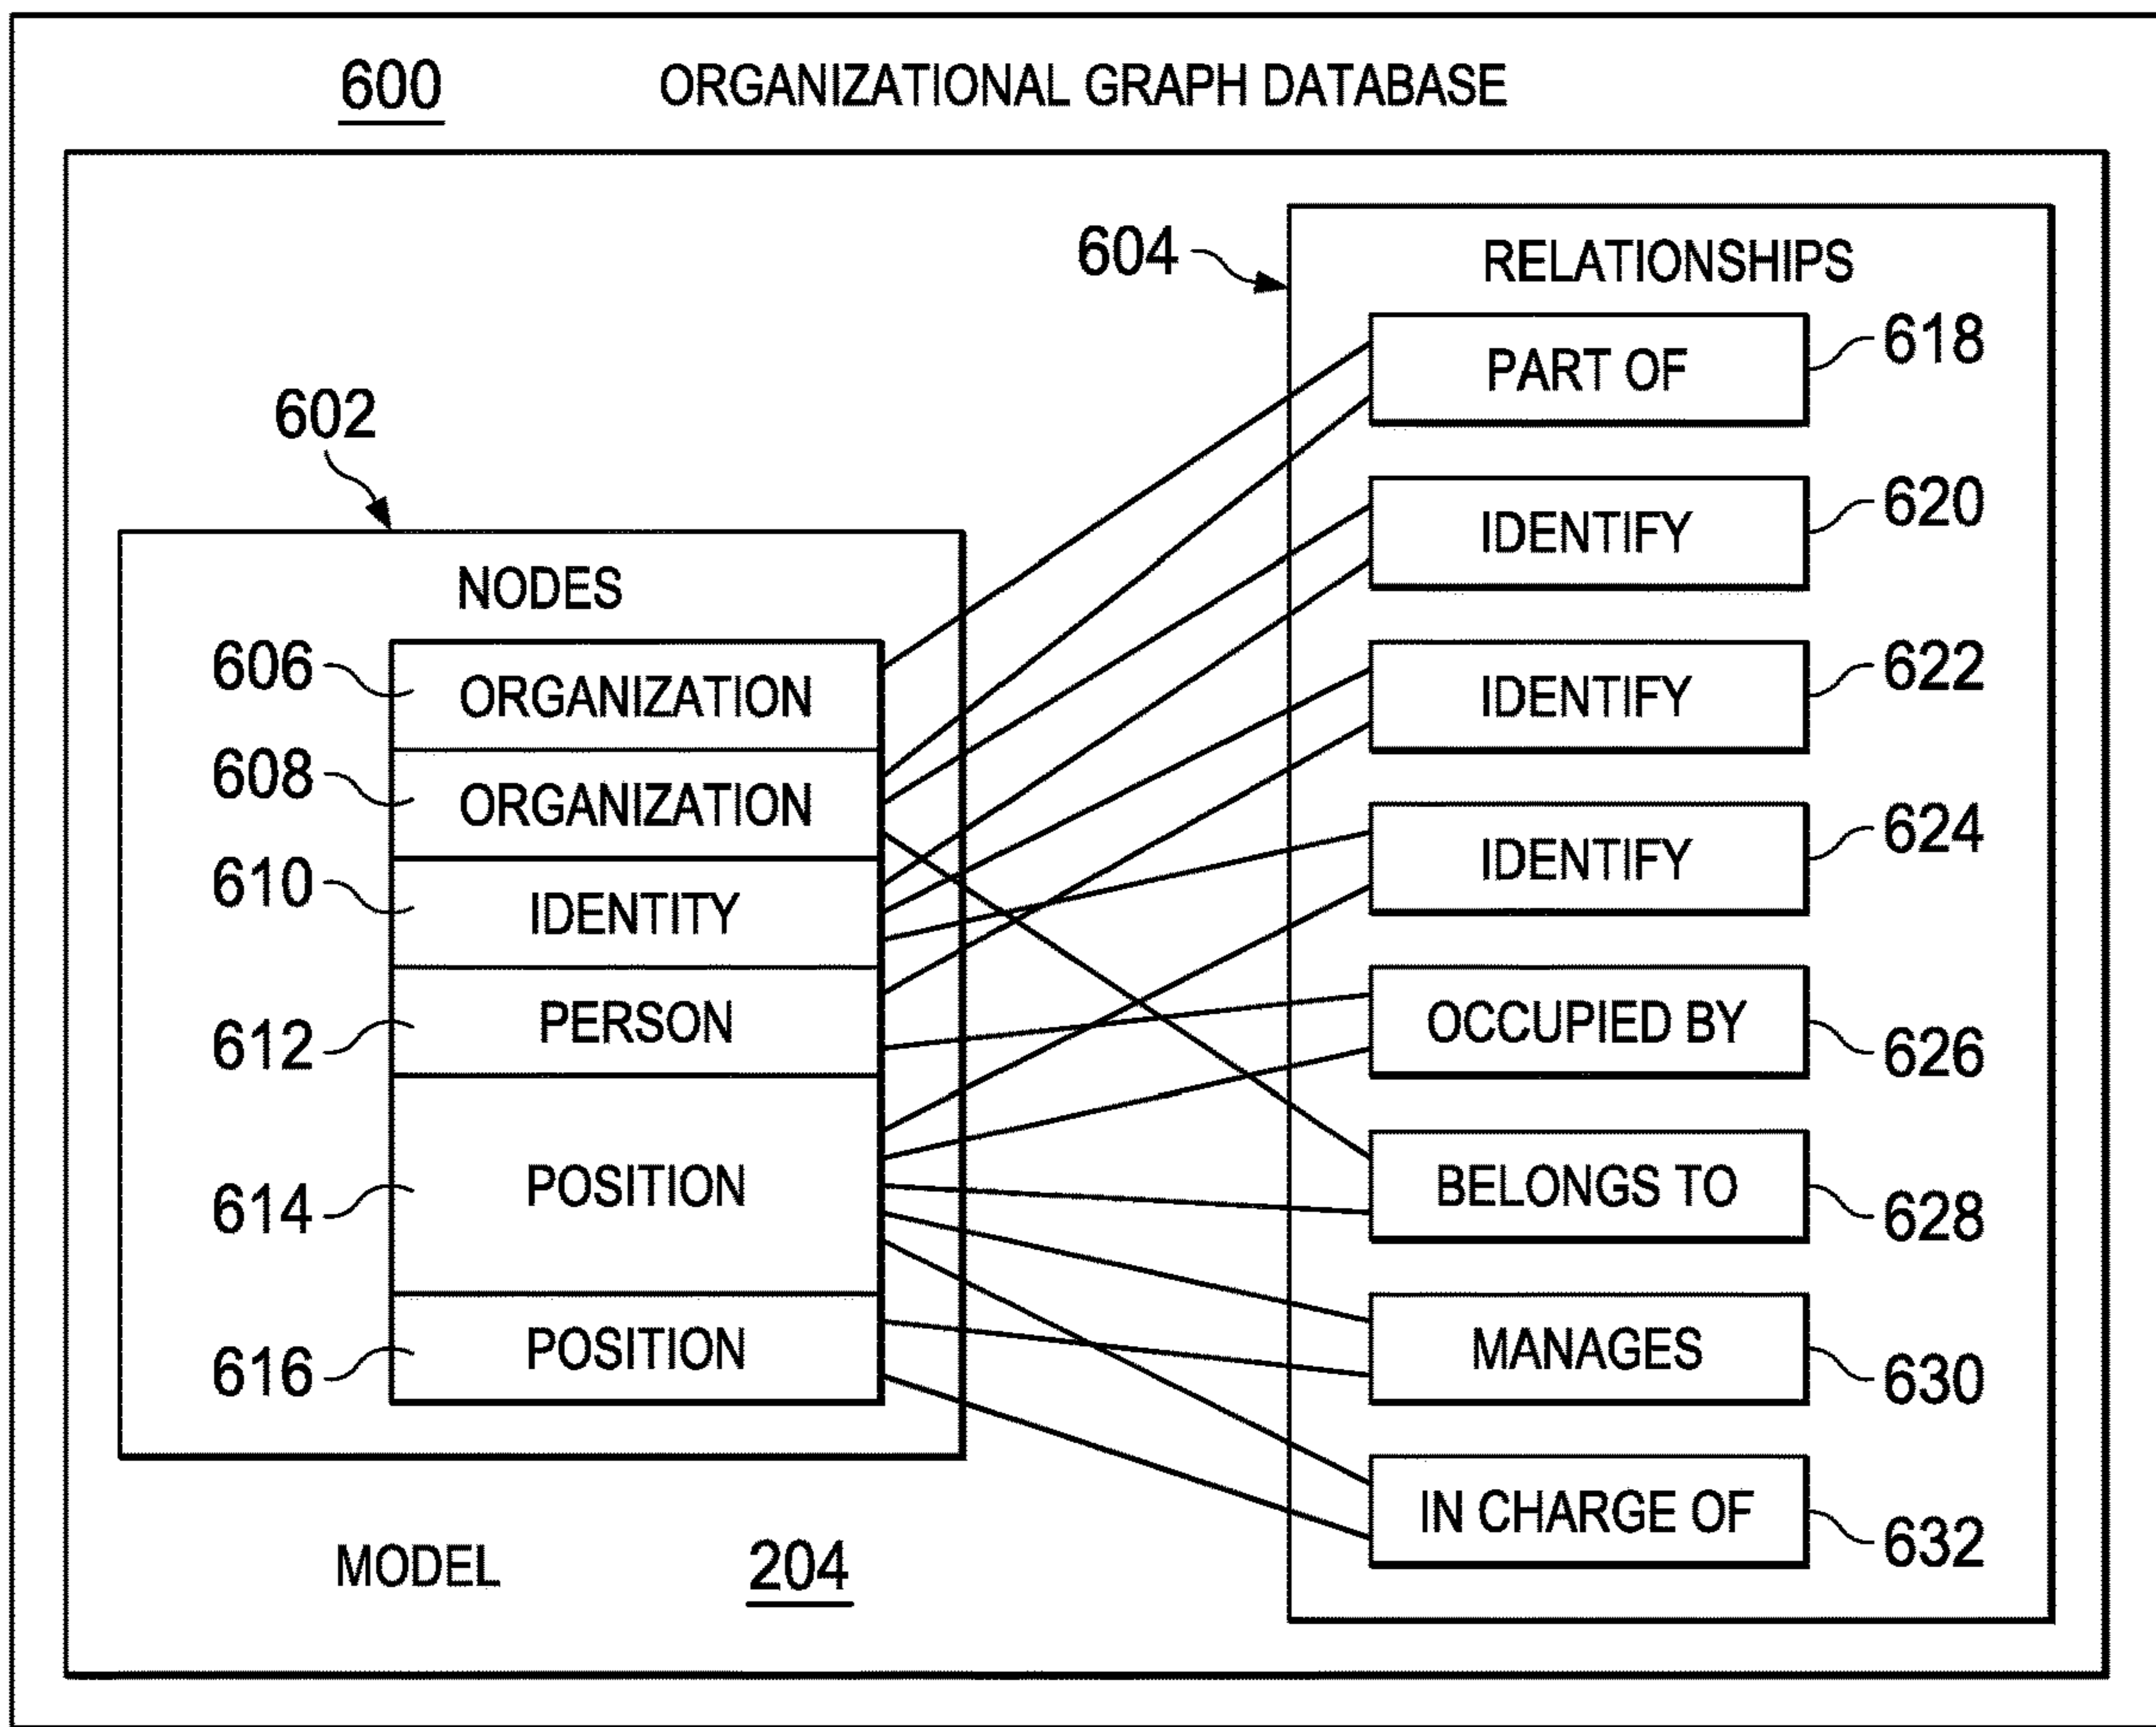 600 ORGANIZATIONAL GRAPH DATABASE
604
RELATIONSHIPS
PART OF 618
IDENTIFY 620
IDENTIFY 622
IDENTIFY 624
OCCUPIED BY 626
BELONGS TO 628
MANAGES 630
IN CHARGE OF 632
602
NODES
606 ORGANIZATION
608 ORGANIZATION
610 IDENTITY
612 PERSON
614 POSITION
616 POSITION
MODEL 204